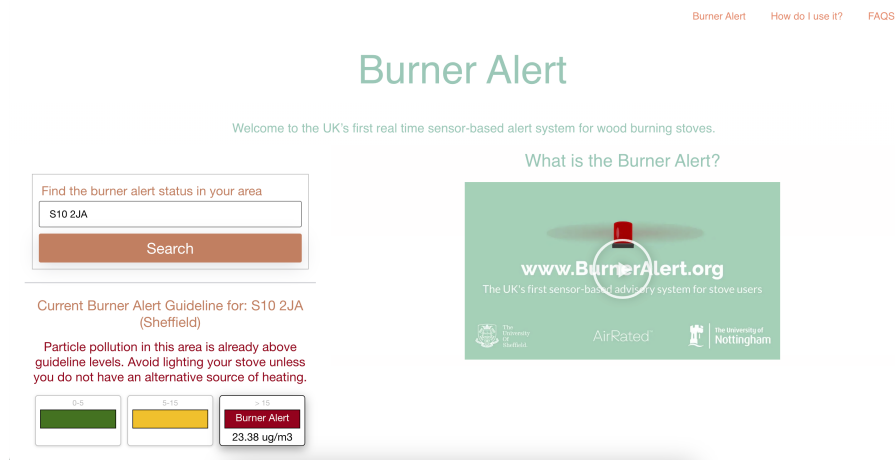 Burner Alert How do I use it? FAQS
Burner Alert
Welcome to the UK's first real time sensor-based alert system for wood burning stoves.
Find the burner alert status in your area
S10 2JA
Search
Current Burner Alert Guideline for: S10 2JA
(Sheffield)
Particle pollution in this area is already above
guideline levels. Avoid lighting your stove unless
you do not have an alternative source of heating.
0-5
5-15
> 15
Burner Alert
23.38 ug/m3
What is the Burner Alert?
www.BurnerAlert.org
The UK's first sensor-based advisory system for stove users
The
University
Of
Sheffield.
AirRated
The University of
Nottingham